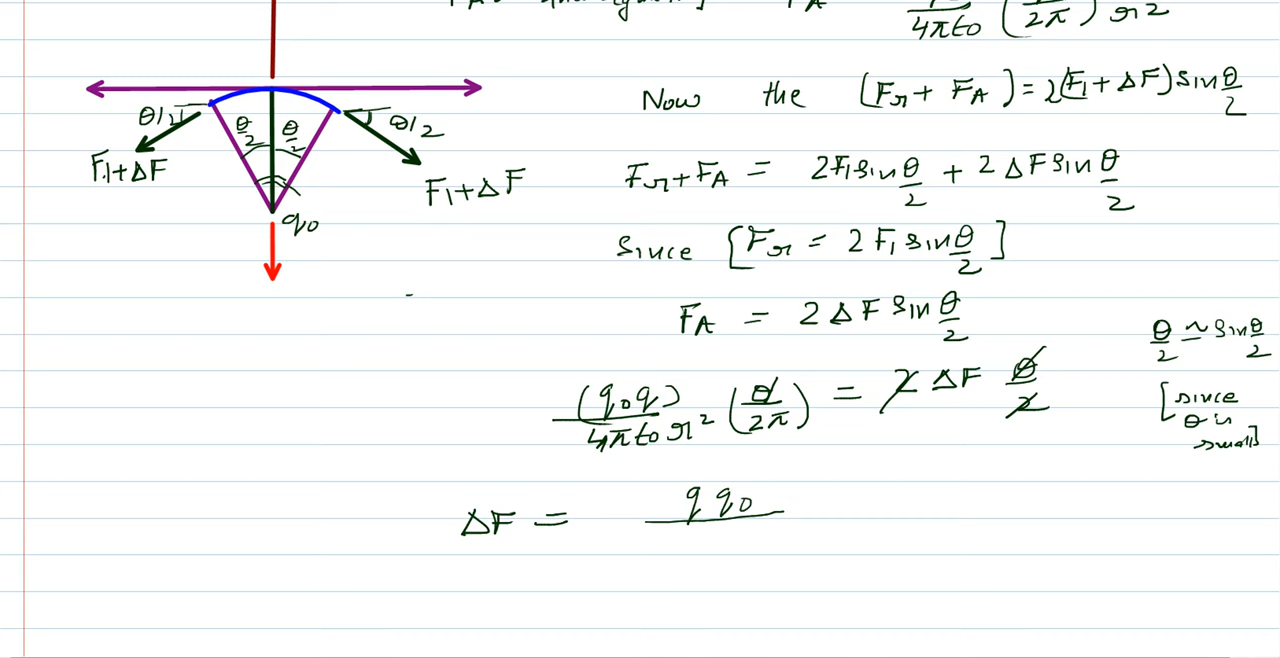 4πε0 (2π) r2
Now the (Fr + FA) = 2(F1 + ΔF) sin θ/2
θ/2 θ/2 θ/2 θ/2
F1+ΔF F1+ΔF
q0
Fr + FA = 2F1 sin θ/2 + 2 ΔF sin θ/2
since [Fr = 2 F1 sin θ/2]
FA = 2 ΔF sin θ/2
θ/2 ≃ sin θ/2
(q0q)/4πε0 r² (θ/2π) = 2 ΔF θ/2
[since
θ is
small]
ΔF = q q0